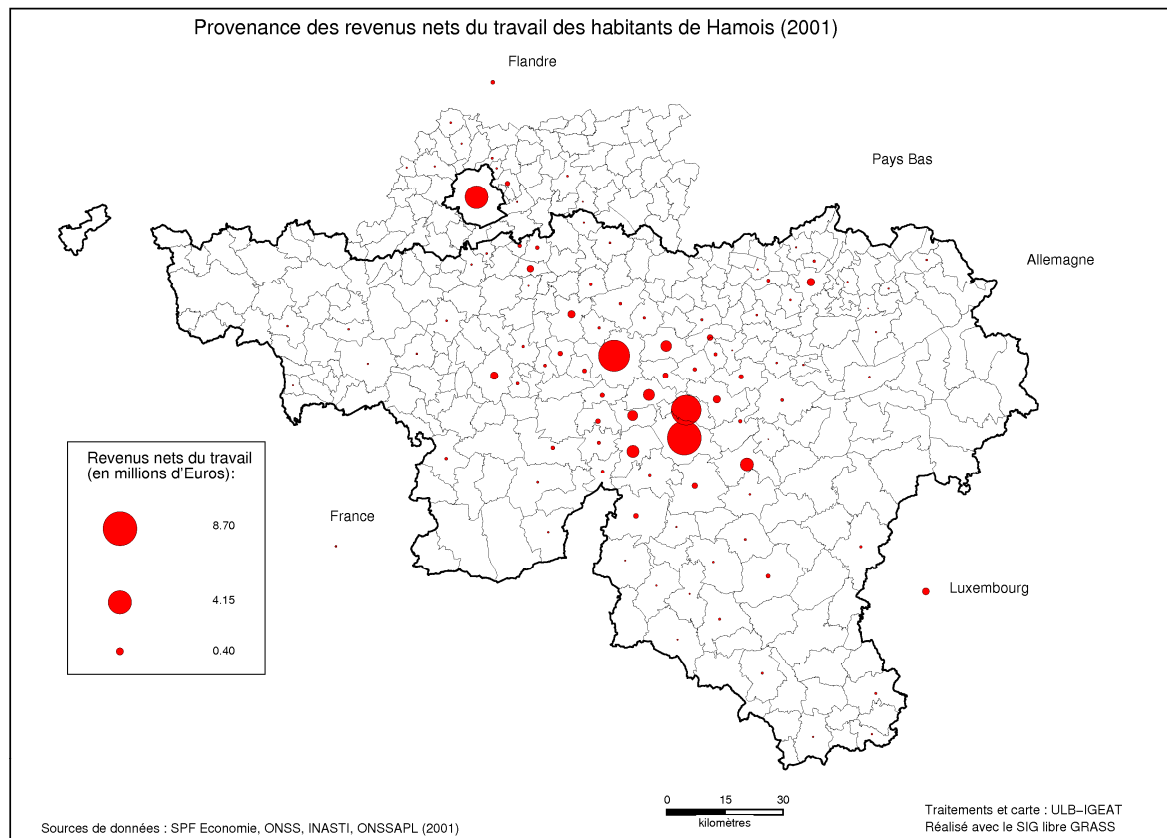 Provenance des revenus nets du travail des habitants de Hamois (2001)
Flandre
Pays Bas
Allemagne
Revenus nets du travail
(en millions d'Euros):
8.70
4.15
0.40
France
Luxembourg
0 15 30
kilomètres
Sources de données : SPF Economie, ONSS, INASTI, ONSSAPL (2001)
Traitements et carte : ULB–IGEAT
Réalisé avec le SIG libre GRASS